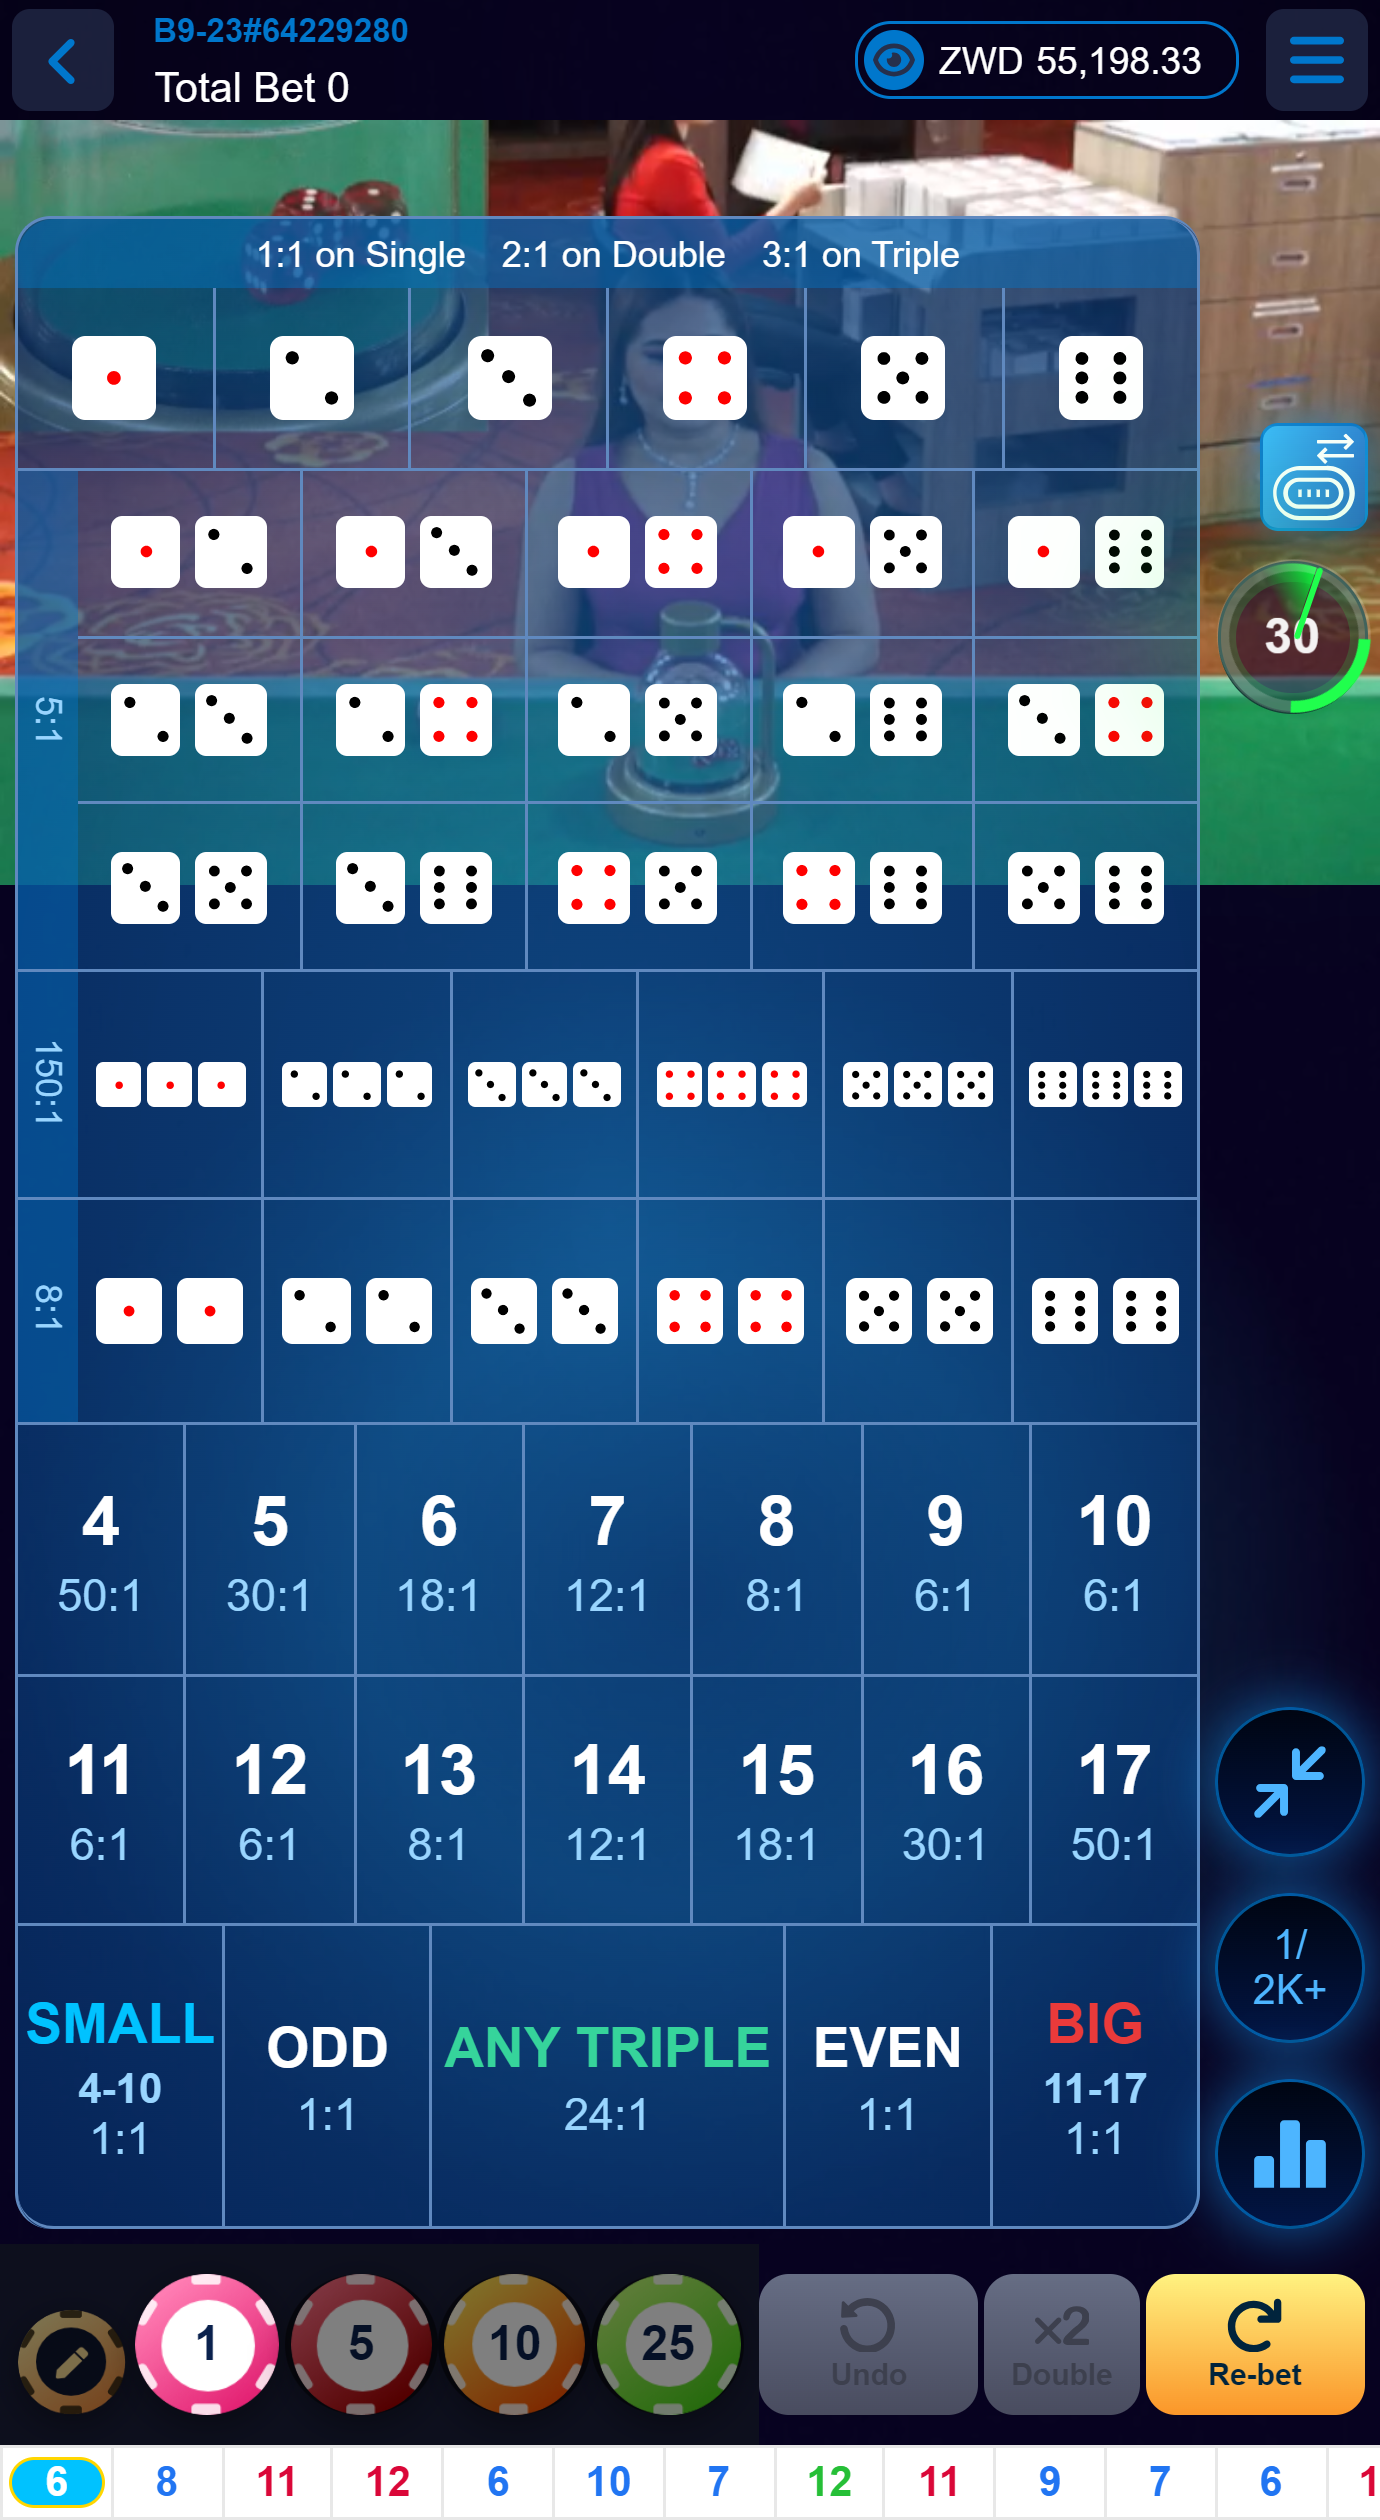 B9-23#64229280
Total Bet 0
ZWD 55,198.33
1:1 on Single 2:1 on Double 3:1 on Triple
30
5:1
150:1
8:1
4 5 6 7 8 9 10
50:1 30:1 18:1 12:1 8:1 6:1 6:1
11 12 13 14 15 16 17
6:1 6:1 8:1 12:1 18:1 30:1 50:1
SMALL
4-10
1:1
ODD
1:1
ANY TRIPLE
24:1
EVEN
1:1
BIG
11-17
1:1
1/
2K+
1 5 10 25
Undo
x2
Double
Re-bet
6 8 11 12 6 10 7 12 11 9 7 6